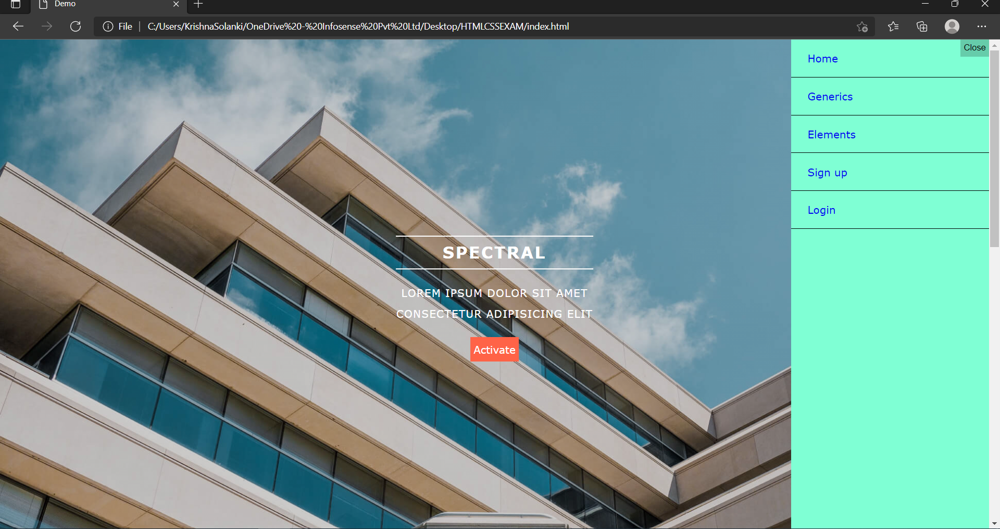 Demo
File
C:/Users/KrishnaSolanki/OneDrive%20-%20Infosense%20Pvt%20Ltd/Desktop/HTMLCSSEXAM/index.html
Close
Home
Generics
Elements
Sign up
Login
SPECTRAL
LOREM IPSUM DOLOR SIT AMET
CONSECTETUR ADIPISICING ELIT
Activate